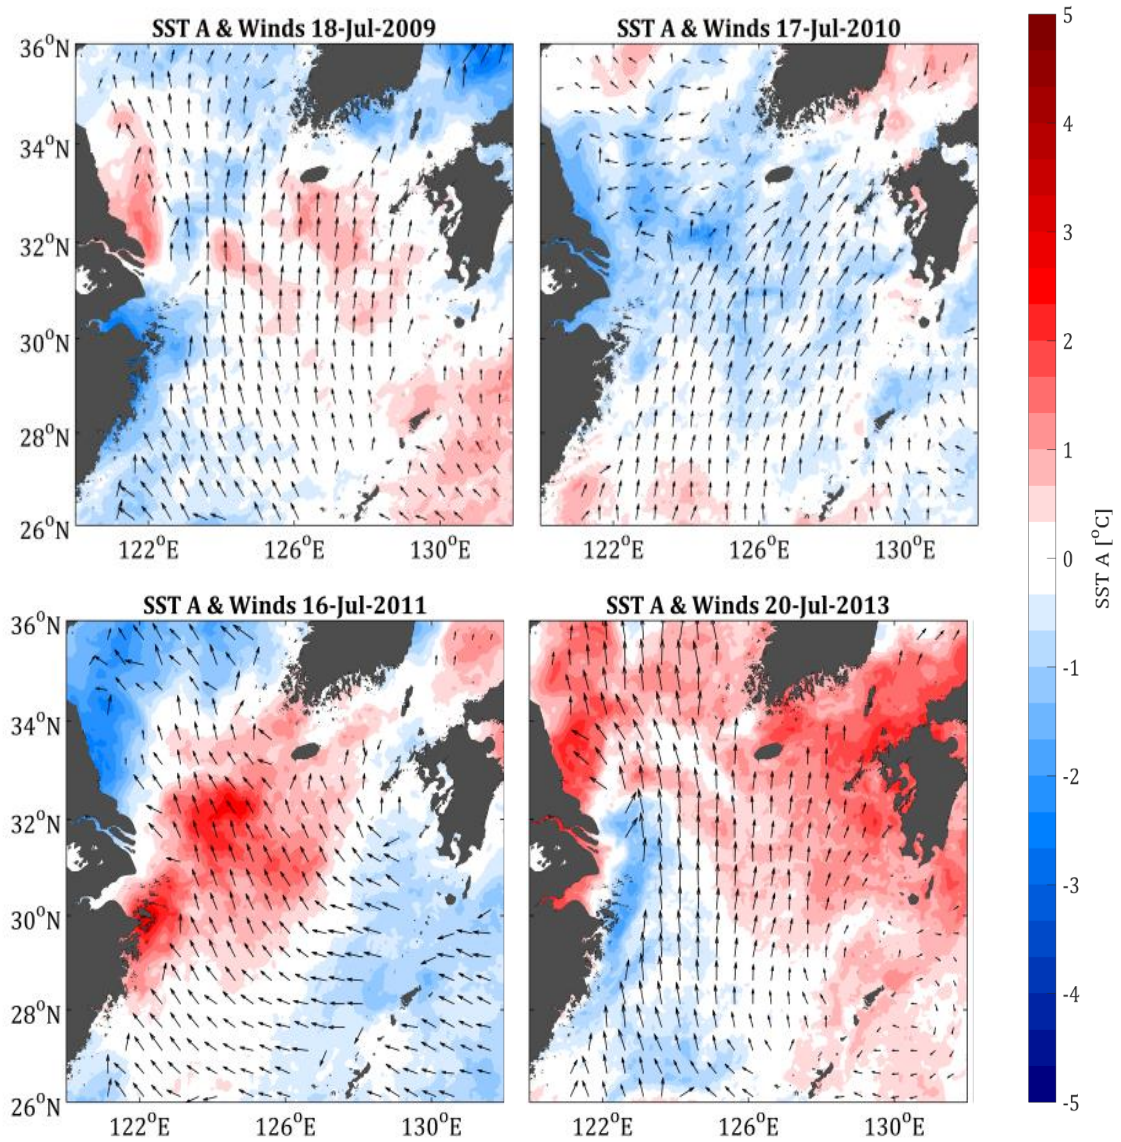 SST A & Winds 18-Jul-2009
SST A & Winds 17-Jul-2010
36°N
34°N
32°N
30°N
28°N
26°N
122°E 126°E 130°E
122°E 126°E 130°E
SST A & Winds 16-Jul-2011
SST A & Winds 20-Jul-2013
36°N
34°N
32°N
30°N
28°N
26°N
122°E 126°E 130°E
122°E 126°E 130°E
5
4
3
2
1
0
-1
-2
-3
-4
-5
SST A [°C]